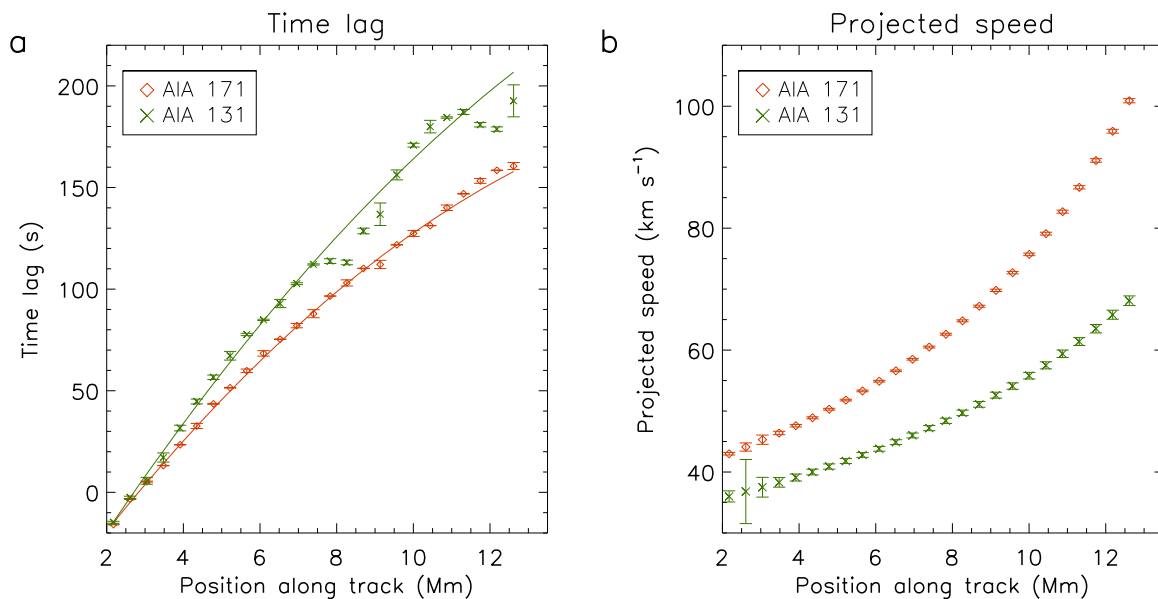 a
Time lag
AIA 171
AIA 131
200
150
100
50
0
Time lag (s)
2 4 6 8 10 12
Position along track (Mm)
b
Projected speed
AIA 171
AIA 131
100
80
60
40
Projected speed (km s⁻¹)
2 4 6 8 10 12
Position along track (Mm)